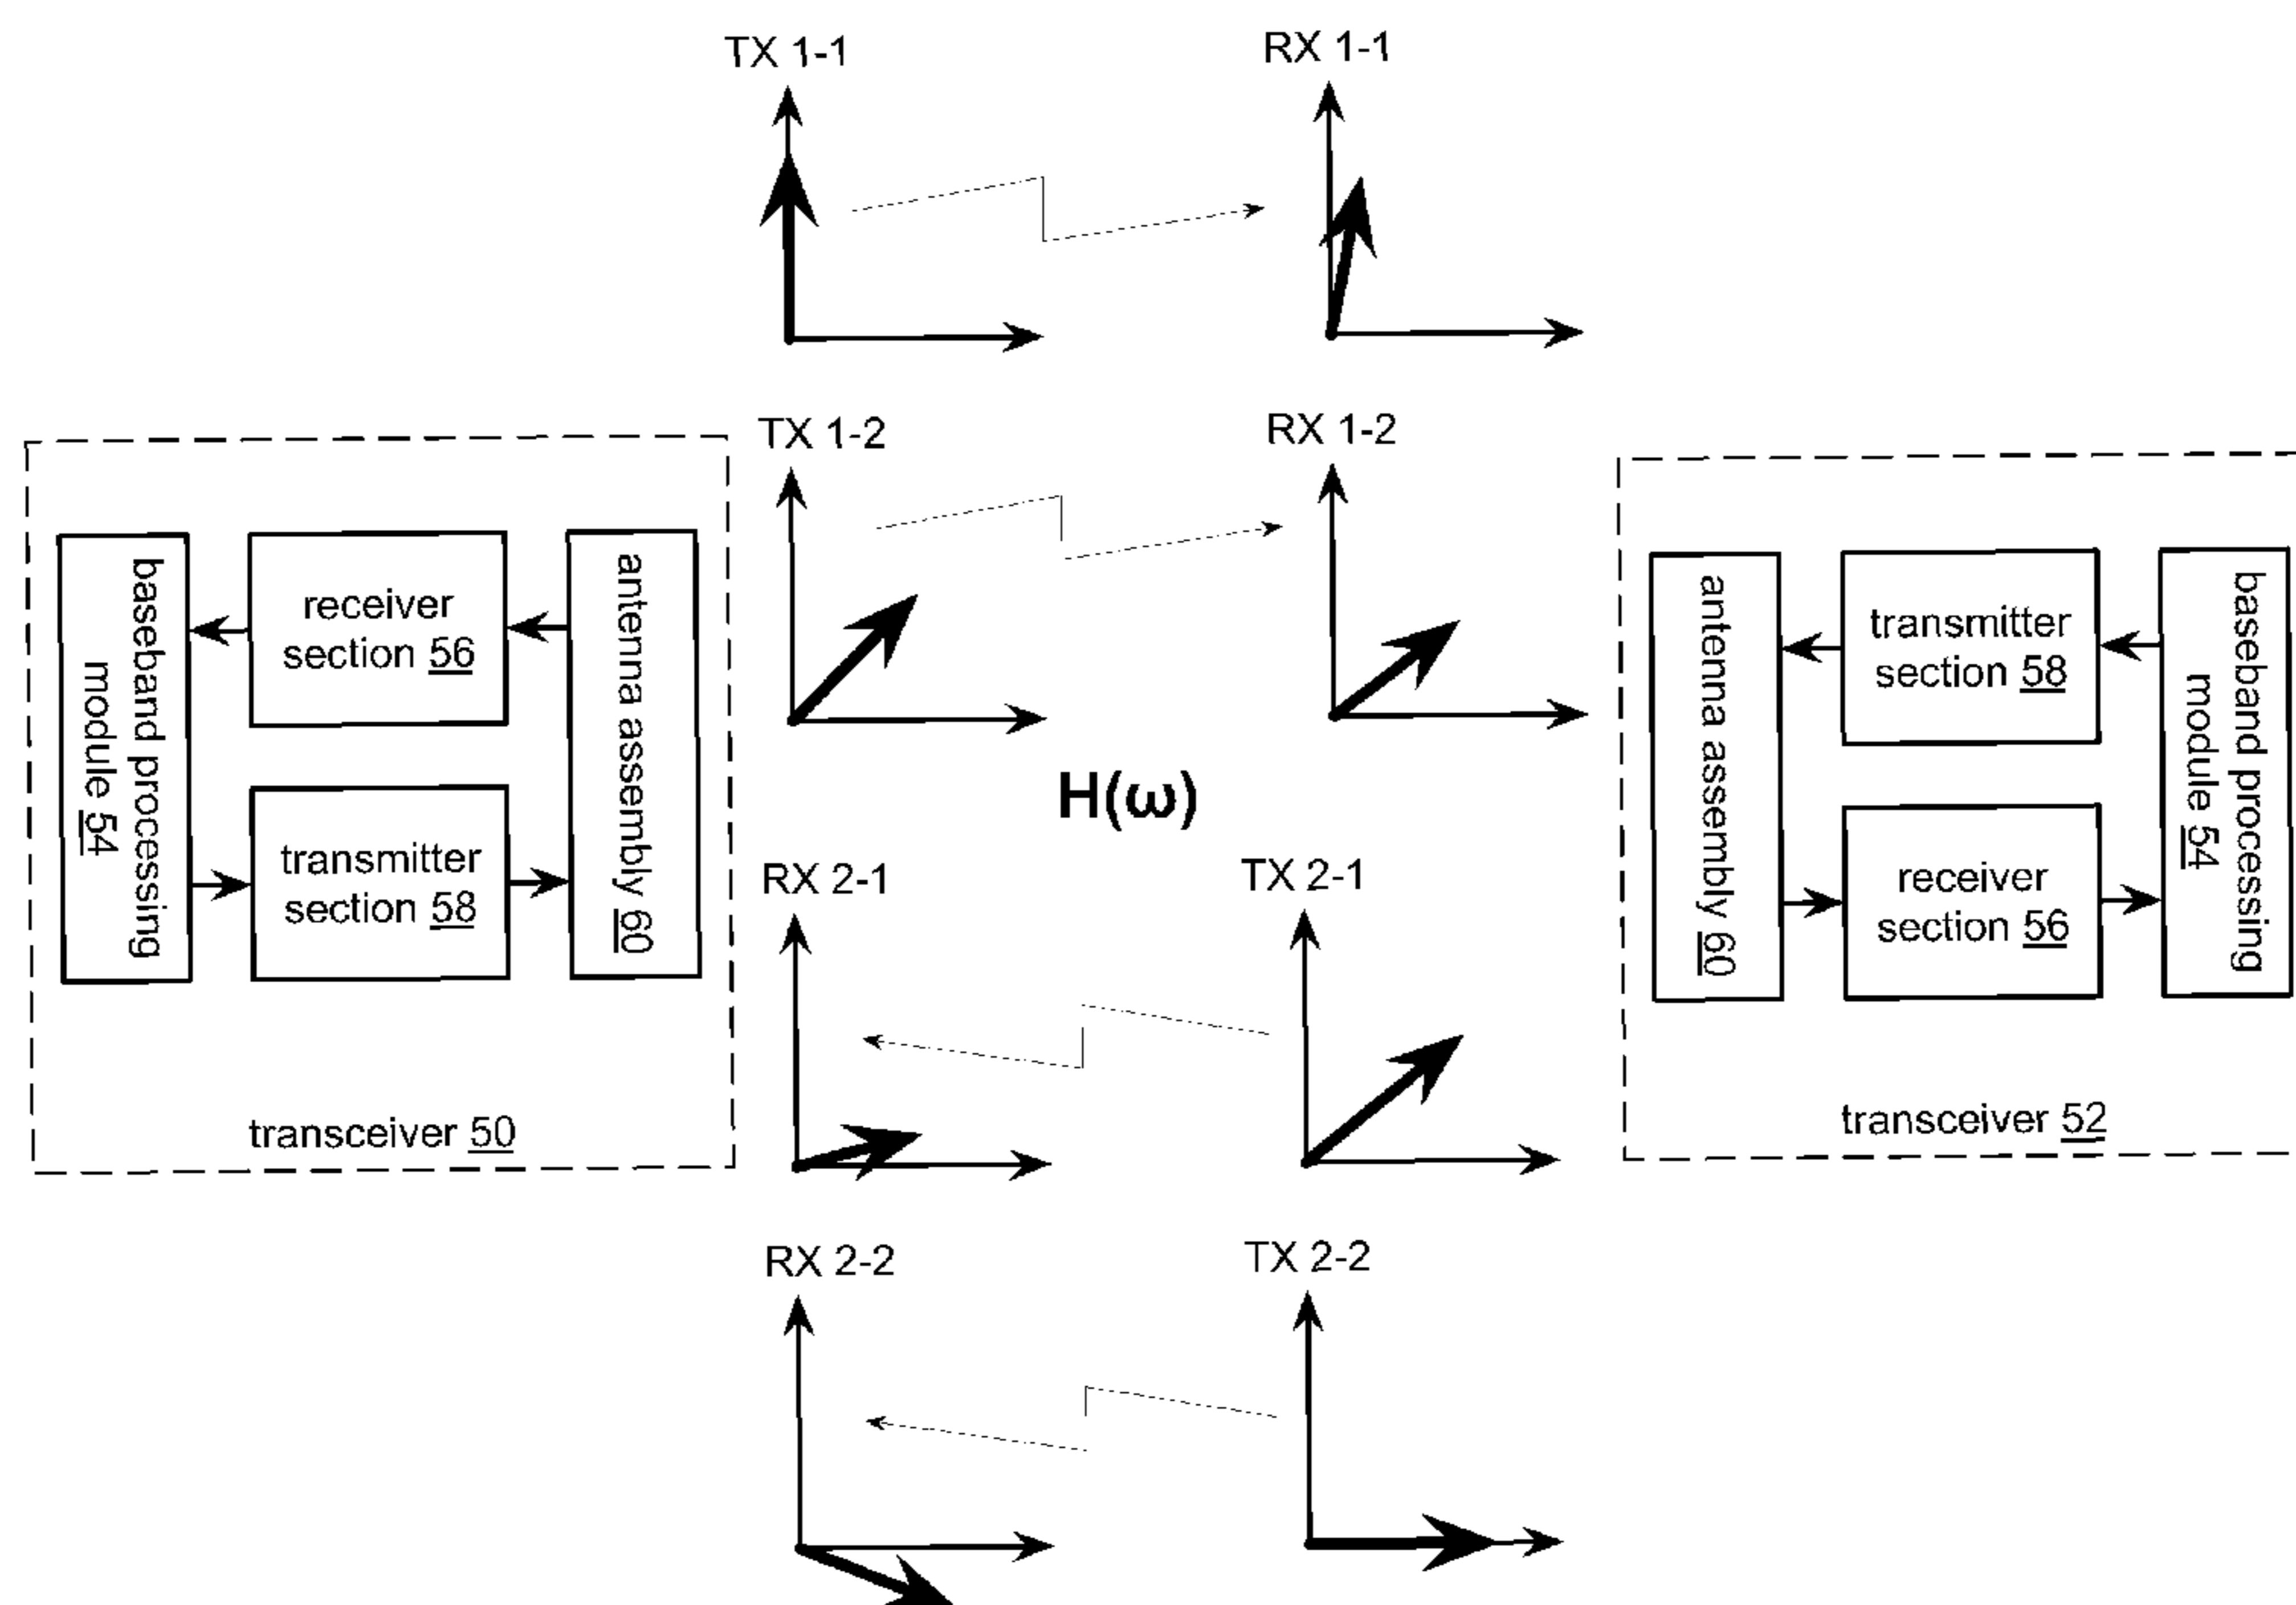 TX 1-1
RX 1-1
TX 1-2
RX 1-2
baseband processing
module 54
receiver
section 56
antenna assembly 60
transmitter
section 58
transceiver 50
H(ω)
antenna assembly 60
transmitter
section 58
baseband processing
module 54
receiver
section 56
transceiver 52
RX 2-1
TX 2-1
RX 2-2
TX 2-2